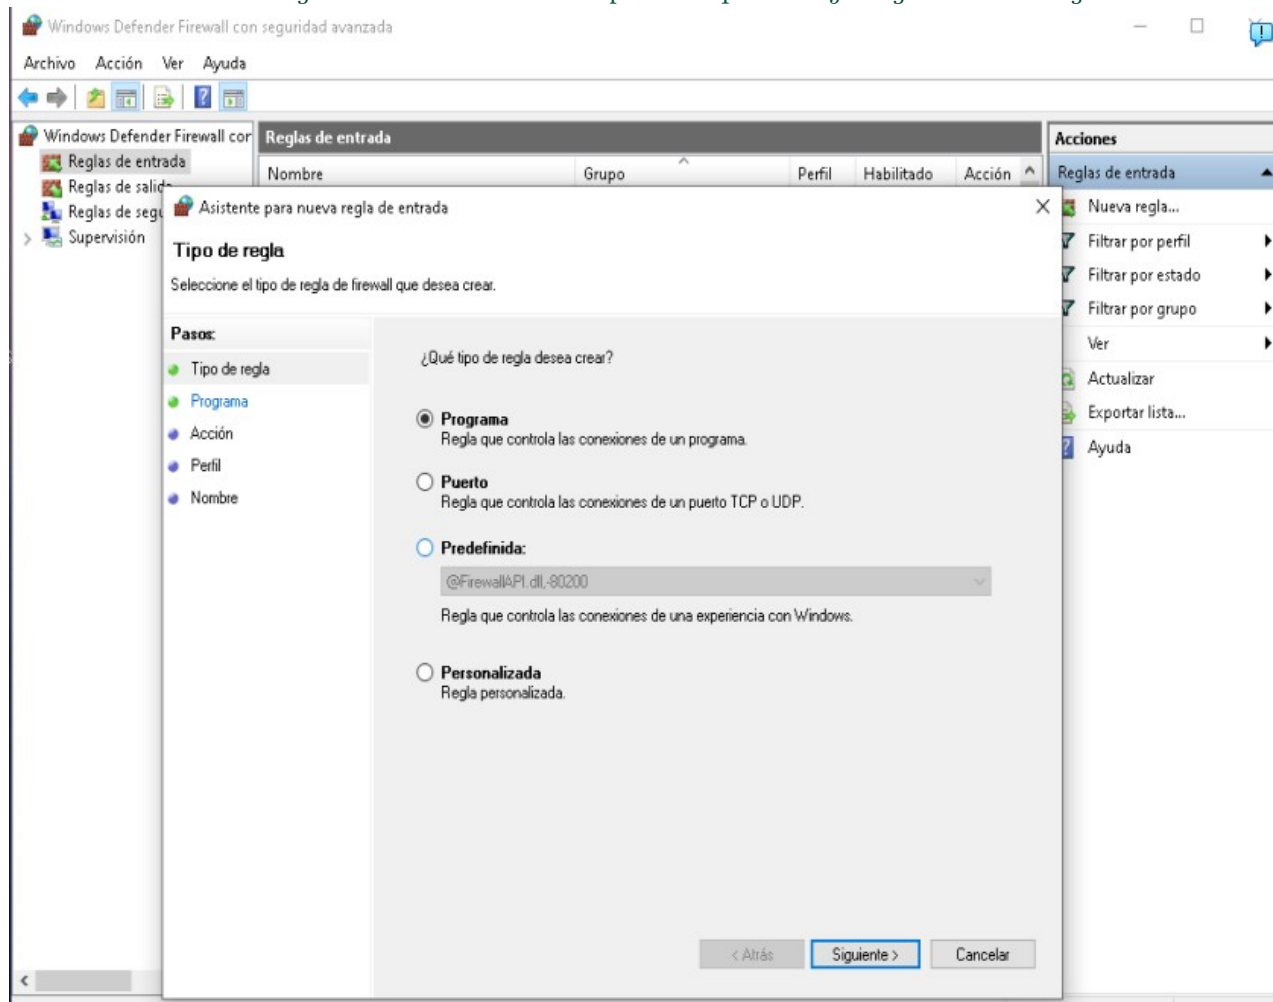 Windows Defender Firewall con seguridad avanzada
Archivo Acción Ver Ayuda
Windows Defender Firewall con
Reglas de entrada
Reglas de salida
Reglas de segu
Supervisión
Reglas de entrada
Nombre Grupo Perfil Habilitado Acción
Asistente para nueva regla de entrada
Tipo de regla
Seleccione el tipo de regla de firewall que desea crear.
Pasos:
Tipo de regla
Programa
Acción
Perfil
Nombre
¿Qué tipo de regla desea crear?
Programa
Regla que controla las conexiones de un programa.
Puerto
Regla que controla las conexiones de un puerto TCP o UDP.
Predefinida:
@FirewallAPI.dll,-80200
Regla que controla las conexiones de una experiencia con Windows.
Personalizada
Regla personalizada.
< Atrás Siguiente > Cancelar
Acciones
Reglas de entrada
Nueva regla...
Filtrar por perfil
Filtrar por estado
Filtrar por grupo
Ver
Actualizar
Exportar lista...
Ayuda